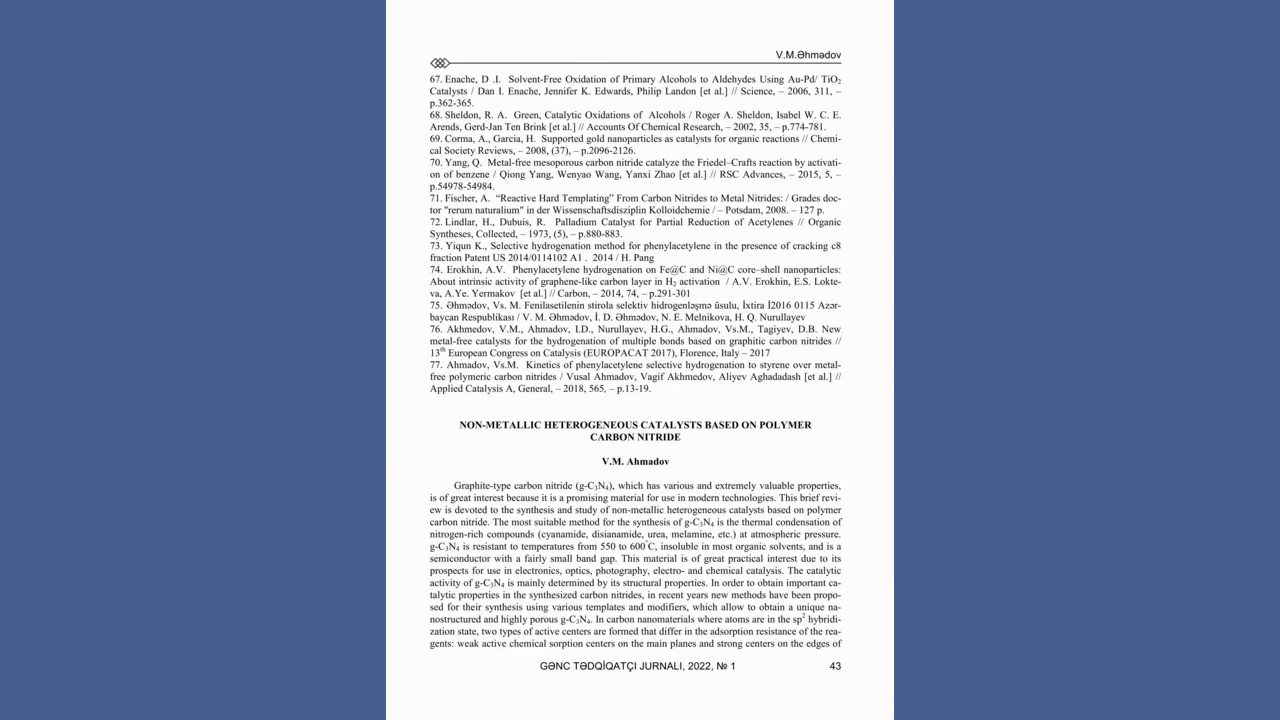 V.M.Əhmədov
67. Enache, D .I. Solvent-Free Oxidation of Primary Alcohols to Aldehydes Using Au-Pd/ TiO2
Catalysts / Dan I. Enache, Jennifer K. Edwards, Philip Landon [et al.] // Science, – 2006, 311, –
p.362-365.
68. Sheldon, R. A. Green, Catalytic Oxidations of Alcohols / Roger A. Sheldon, Isabel W. C. E.
Arends, Gerd-Jan Ten Brink [et al.] // Accounts Of Chemical Research, – 2002, 35, – p.774-781.
69. Corma, A., Garcia, H. Supported gold nanoparticles as catalysts for organic reactions // Chemi-
cal Society Reviews, – 2008, (37), – p.2096-2126.
70. Yang, Q. Metal-free mesoporous carbon nitride catalyze the Friedel–Crafts reaction by activati-
on of benzene / Qiong Yang, Wenyao Wang, Yanxi Zhao [et al.] // RSC Advances, – 2015, 5, –
p.54978-54984.
71. Fischer, A. “Reactive Hard Templating” From Carbon Nitrides to Metal Nitrides: / Grades doc-
tor "rerum naturalium" in der Wissenschaftsdisziplin Kolloidchemie / – Potsdam, 2008. – 127 p.
72. Lindlar, H., Dubuis, R. Palladium Catalyst for Partial Reduction of Acetylenes // Organic
Syntheses, Collected, – 1973, (5), – p.880-883.
73. Yiqun K., Selective hydrogenation method for phenylacetylene in the presence of cracking c8
fraction Patent US 2014/0114102 A1 . 2014 / H. Pang
74. Erokhin, A.V. Phenylacetylene hydrogenation on Fe@C and Ni@C core–shell nanoparticles:
About intrinsic activity of graphene-like carbon layer in H2 activation / A.V. Erokhin, E.S. Lokte-
va, A.Ye. Yermakov [et al.] // Carbon, – 2014, 74, – p.291-301
75. Əhmədov, Vs. M. Fenilasetilenin stirola selektiv hidrogenləşmə üsulu, İxtira İ2016 0115 Azər-
baycan Respublikası / V. M. Əhmədov, İ. D. Əhmədov, N. E. Melnikova, H. Q. Nurullayev
76. Akhmedov, V.M., Ahmadov, I.D., Nurullayev, H.G., Ahmadov, Vs.M., Tagiyev, D.B. New
metal-free catalysts for the hydrogenation of multiple bonds based on graphitic carbon nitrides //
13th European Congress on Catalysis (EUROPACAT 2017), Florence, Italy – 2017
77. Ahmadov, Vs.M. Kinetics of phenylacetylene selective hydrogenation to styrene over metal-
free polymeric carbon nitrides / Vusal Ahmadov, Vagif Akhmedov, Aliyev Aghadadash [et al.] //
Applied Catalysis A, General, – 2018, 565, – p.13-19.
NON-METALLIC HETEROGENEOUS CATALYSTS BASED ON POLYMER
CARBON NITRIDE
V.M. Ahmadov
Graphite-type carbon nitride (g-C3N4), which has various and extremely valuable properties,
is of great interest because it is a promising material for use in modern technologies. This brief revi-
ew is devoted to the synthesis and study of non-metallic heterogeneous catalysts based on polymer
carbon nitride. The most suitable method for the synthesis of g-C3N4 is the thermal condensation of
nitrogen-rich compounds (cyanamide, disianamide, urea, melamine, etc.) at atmospheric pressure.
g-C3N4 is resistant to temperatures from 550 to 600°C, insoluble in most organic solvents, and is a
semiconductor with a fairly small band gap. This material is of great practical interest due to its
prospects for use in electronics, optics, photography, electro- and chemical catalysis. The catalytic
activity of g-C3N4 is mainly determined by its structural properties. In order to obtain important ca-
talytic properties in the synthesized carbon nitrides, in recent years new methods have been propo-
sed for their synthesis using various templates and modifiers, which allow to obtain a unique na-
nostructured and highly porous g-C3N4. In carbon nanomaterials where atoms are in the sp2 hybridi-
zation state, two types of active centers are formed that differ in the adsorption resistance of the rea-
gents: weak active chemical sorption centers on the main planes and strong centers on the edges of
GƏNC TƏDQİQATÇI JURNALI, 2022, № 1 43